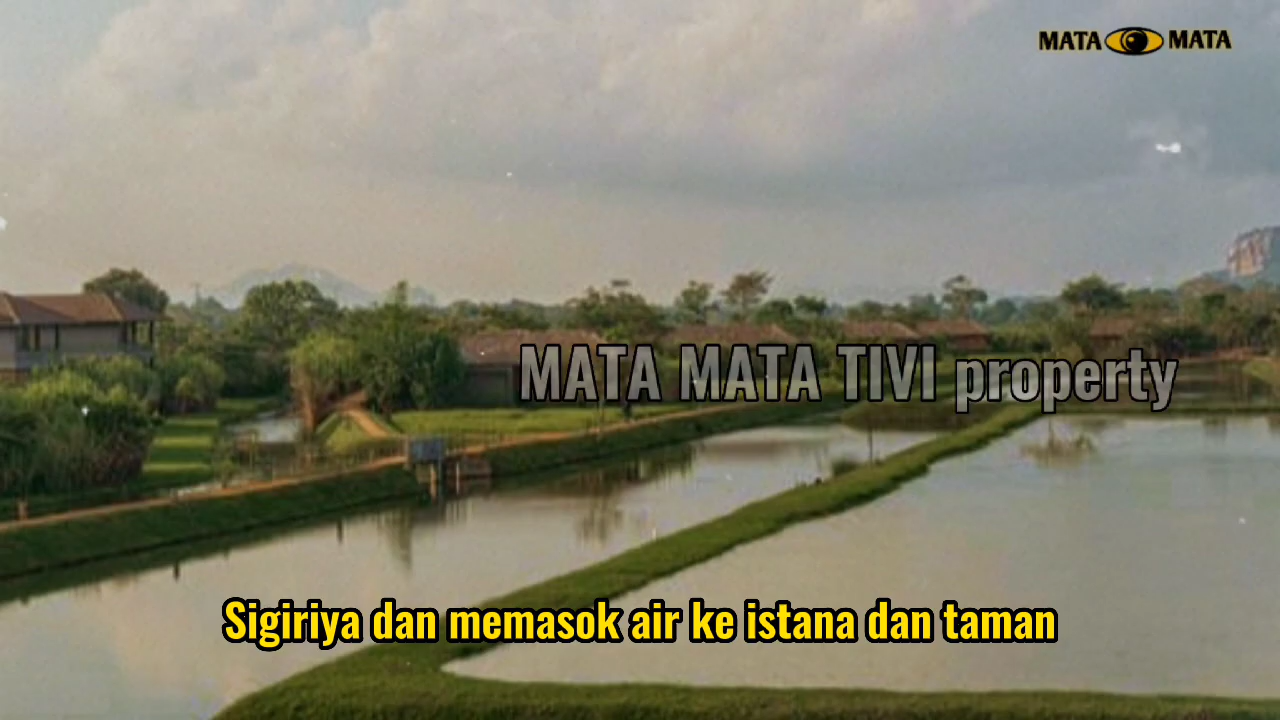 MATA MATA
MATA MATA TIVI property
Sigiriya dan memasok air ke istana dan taman